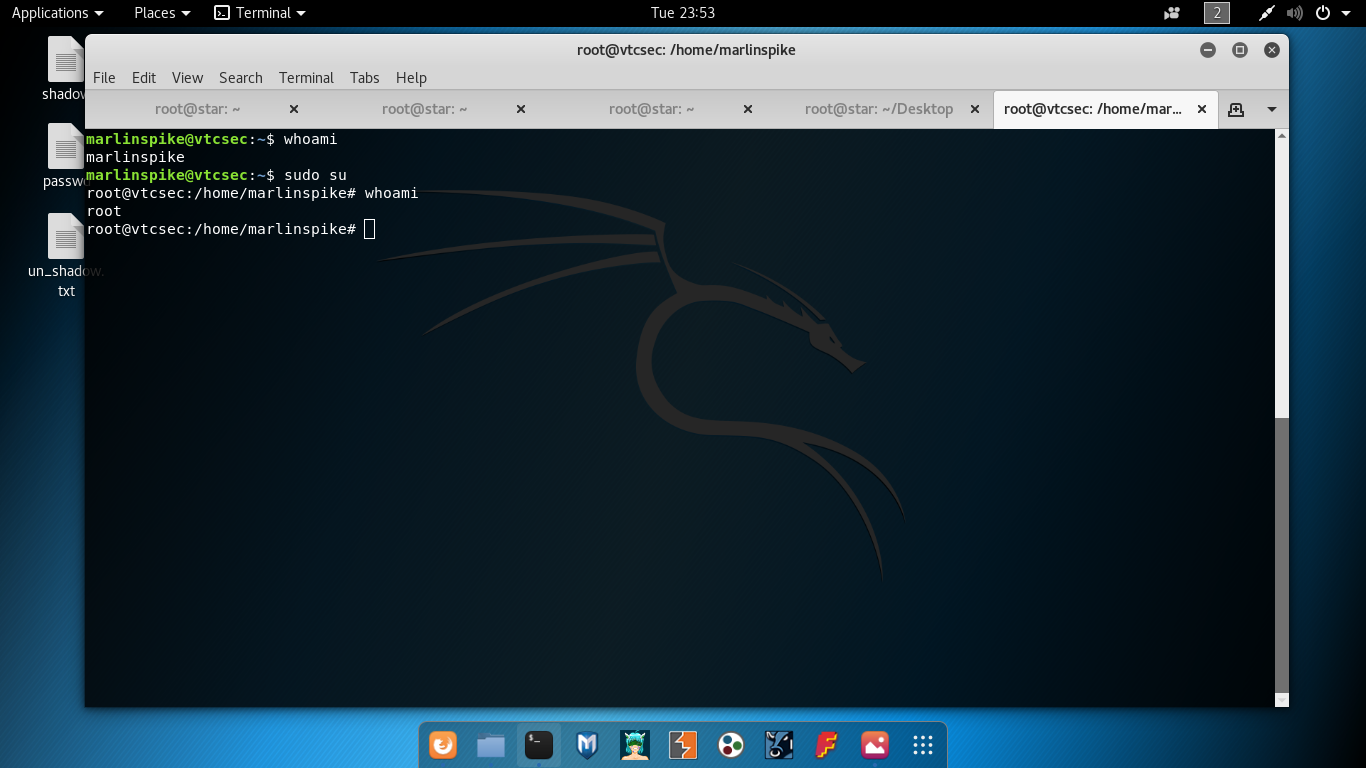 Applications Places Terminal Tue 23:53 2
root@vtcsec: /home/marlinspike
File Edit View Search Terminal Tabs Help
root@star: ~ root@star: ~ root@star: ~ root@star: ~/Desktop root@vtcsec: /home/mar...
marlinspike@vtcsec:~$ whoami
marlinspike
marlinspike@vtcsec:~$ sudo su
root@vtcsec:/home/marlinspike# whoami
root
root@vtcsec:/home/marlinspike#
shadow
passwd
un_shadow.
txt